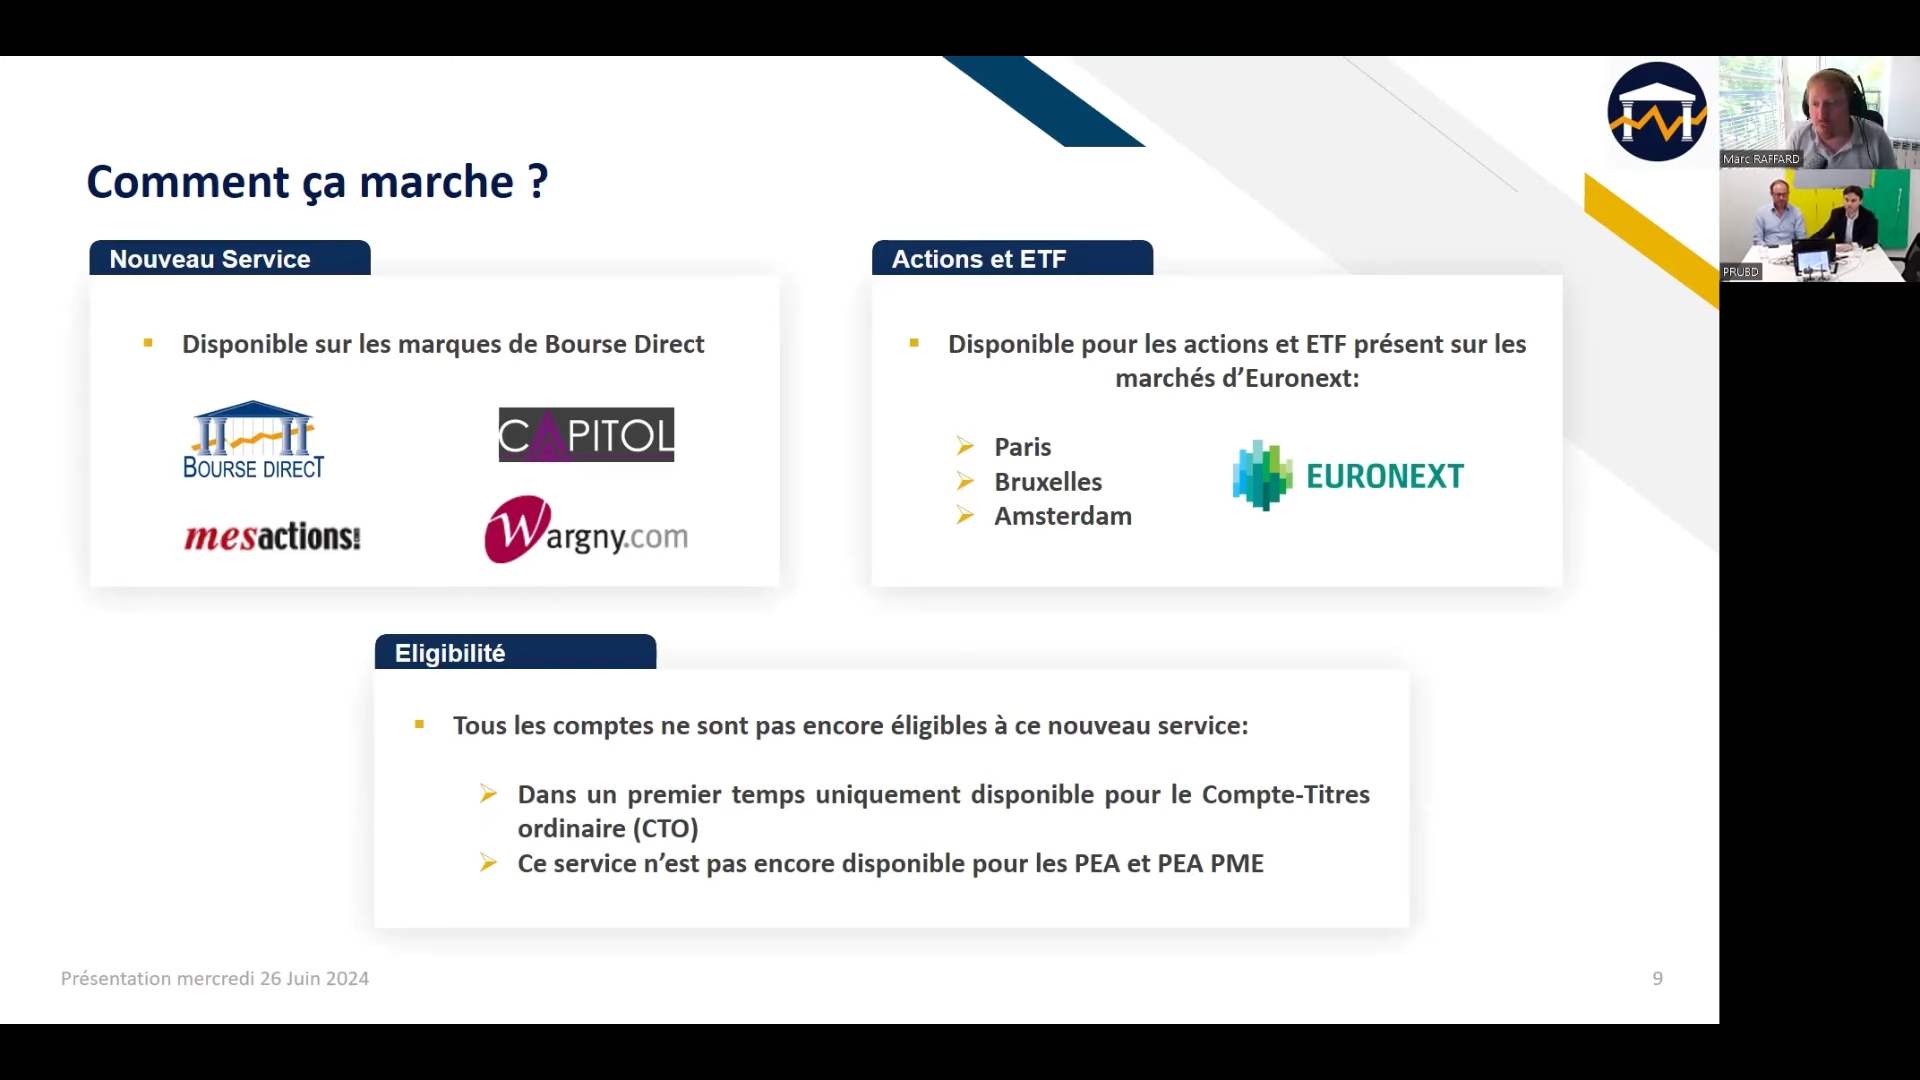 Comment ça marche ?
Nouveau Service
Disponible sur les marques de Bourse Direct
BOURSE DIRECT
CAPITOL
mesactions
Wargny.com
Actions et ETF
Disponible pour les actions et ETF présent sur les
marchés d’Euronext:
Paris
Bruxelles
Amsterdam
EURONEXT
Eligibilité
Tous les comptes ne sont pas encore éligibles à ce nouveau service:
Dans un premier temps uniquement disponible pour le Compte-Titres
ordinaire (CTO)
Ce service n’est pas encore disponible pour les PEA et PEA PME
Présentation mercredi 26 Juin 2024
9
Marc RAFFARD
PRUBD